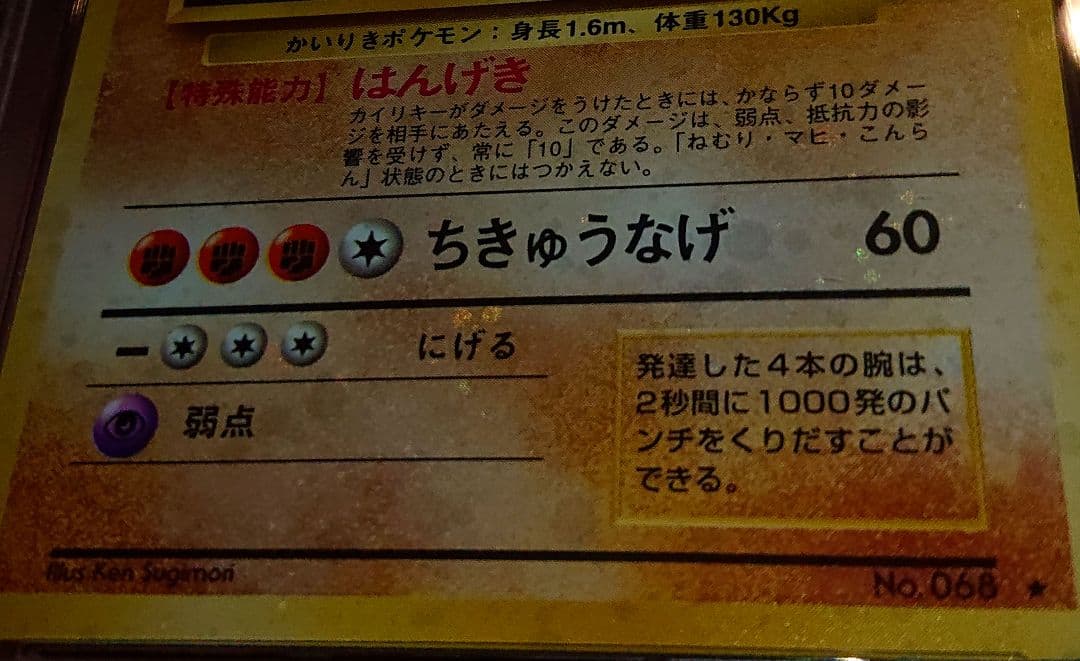 かいりきポケモン：身長1.6m、体重130Kg
【特殊能力】はんげき
カイリキーがダメージをうけたときには、かならず10ダメー
ジを相手にあたえる。このダメージは、弱点、抵抗力の影
響を受けず、常に「10」である。「ねむり・マヒ・こんら
ん」状態のときにはつかえない。
ちきゅうなげ 60
ー にげる
弱点
発達した4本の腕は、
2秒間に1000発のパ
ンチをくりだすことが
できる。
Illus. Ken Sugimori
No. 068 ★